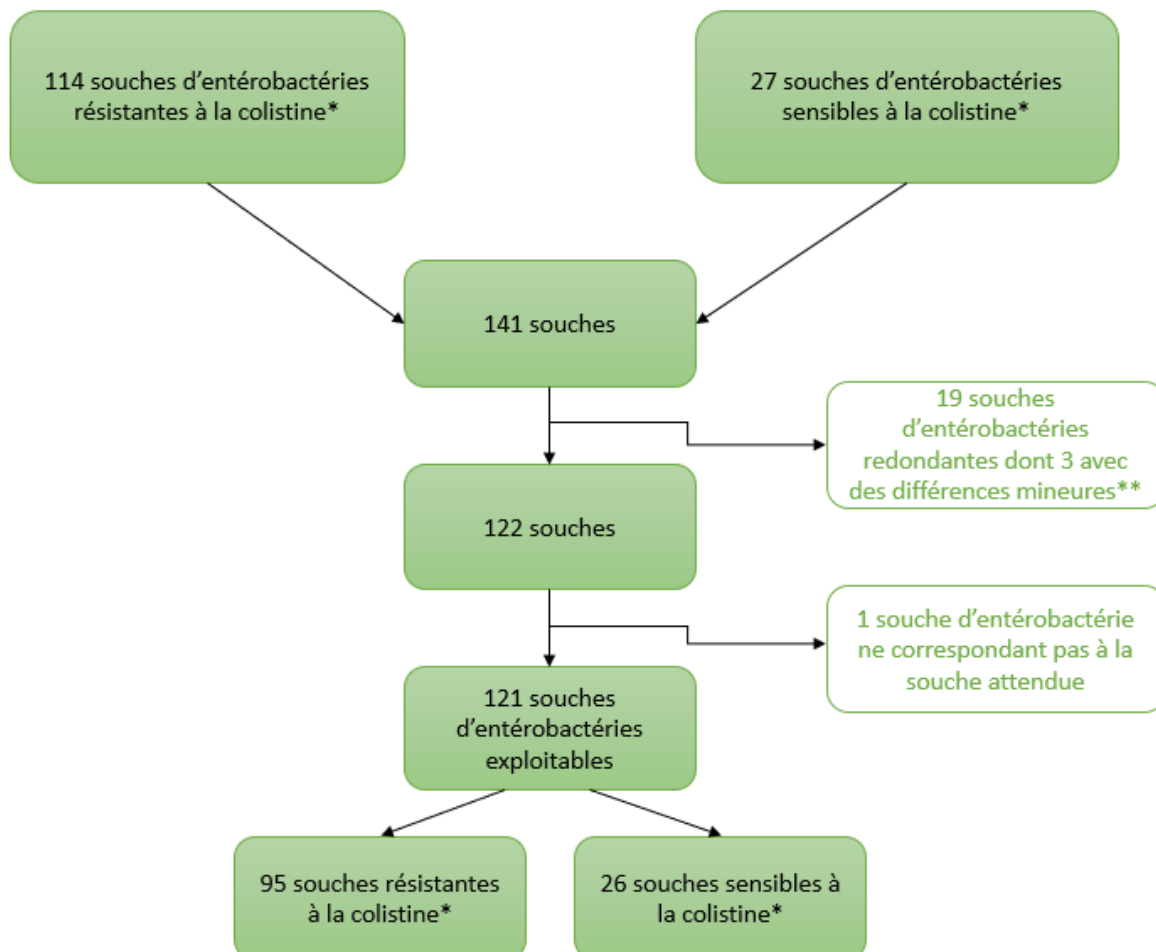 114 souches d’entérobactéries
résistantes à la colistine*
27 souches d’entérobactéries
sensibles à la colistine*
141 souches
19 souches
d’entérobactéries
redondantes dont 3 avec
des différences mineures**
122 souches
1 souche d’entérobactérie
ne correspondant pas à la
souche attendue
121 souches
d’entérobactéries
exploitables
95 souches résistantes
à la colistine*
26 souches sensibles à
la colistine*